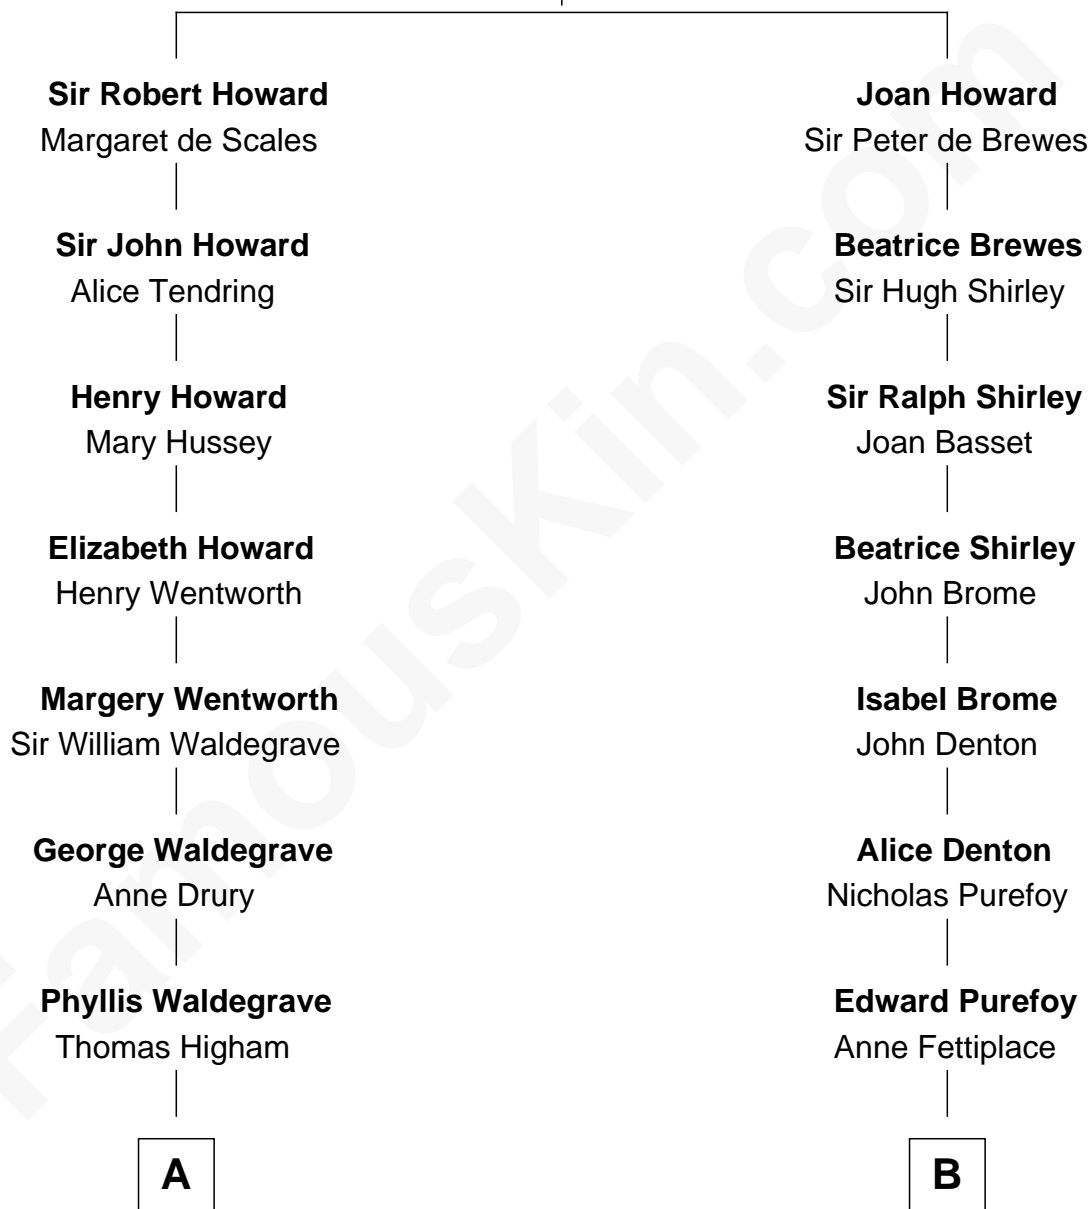 Sir Robert Howard
Margaret de Scales
Sir John Howard
Alice Tendring
Henry Howard
Mary Hussey
Elizabeth Howard
Henry Wentworth
Margery Wentworth
Sir William Waldegrave
George Waldegrave
Anne Drury
Phyllis Waldegrave
Thomas Higham
A
Joan Howard
Sir Peter de Brewes
Beatrice Brewes
Sir Hugh Shirley
Sir Ralph Shirley
Joan Basset
Beatrice Shirley
John Brome
Isabel Brome
John Denton
Alice Denton
Nicholas Purefoy
Edward Purefoy
Anne Fettiplace
B
FamousKin.com